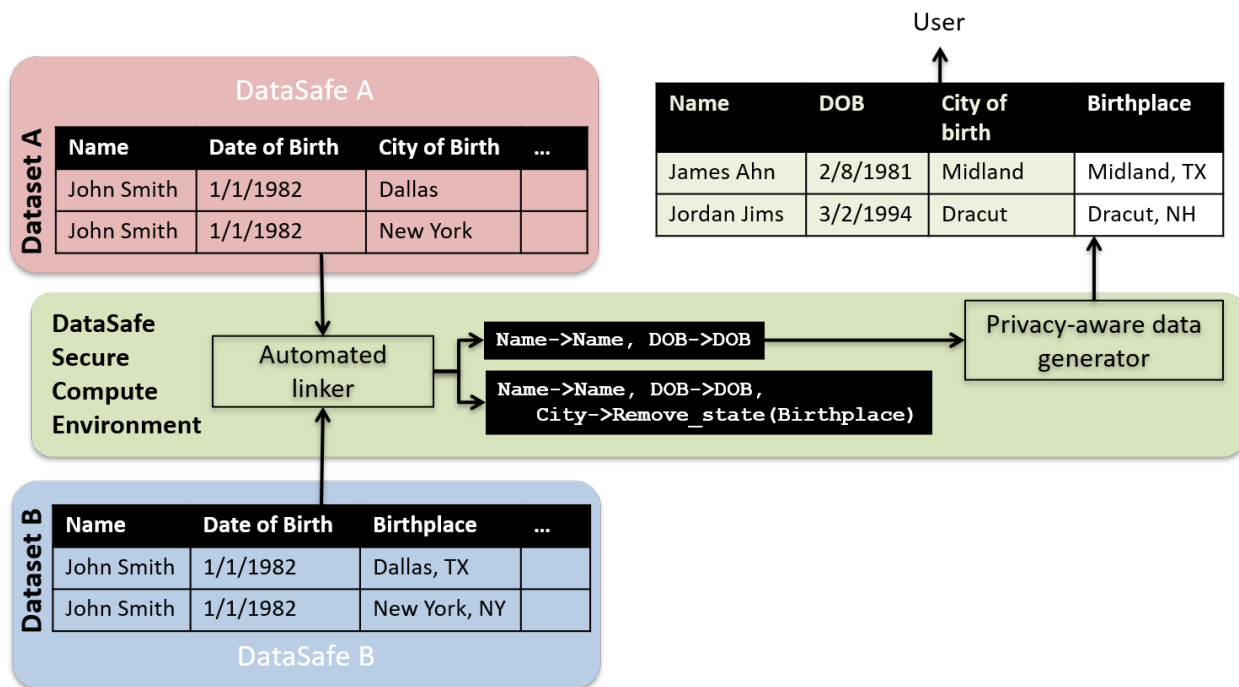 User
DataSafe A
Dataset A
Name Date of Birth City of Birth ...
John Smith 1/1/1982 Dallas
John Smith 1/1/1982 New York
Name DOB City of birth Birthplace
James Ahn 2/8/1981 Midland Midland, TX
Jordan Jims 3/2/1994 Dracut Dracut, NH
DataSafe
Secure
Compute
Environment
Automated
linker
Name->Name, DOB->DOB
Name->Name, DOB->DOB,
City->Remove_state(Birthplace)
Privacy-aware data
generator
Dataset B
Name Date of Birth Birthplace ...
John Smith 1/1/1982 Dallas, TX
John Smith 1/1/1982 New York, NY
DataSafe B